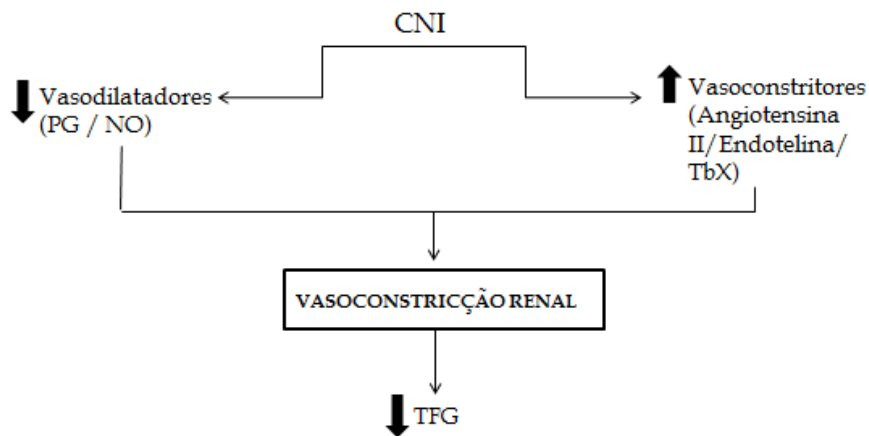 CNI
Vasodilatadores
(PG / NO)
Vasoconstritores
(Angiotensina
II/Endotelina/
TbX)
VASOCONSTRICÇÃO RENAL
TFG